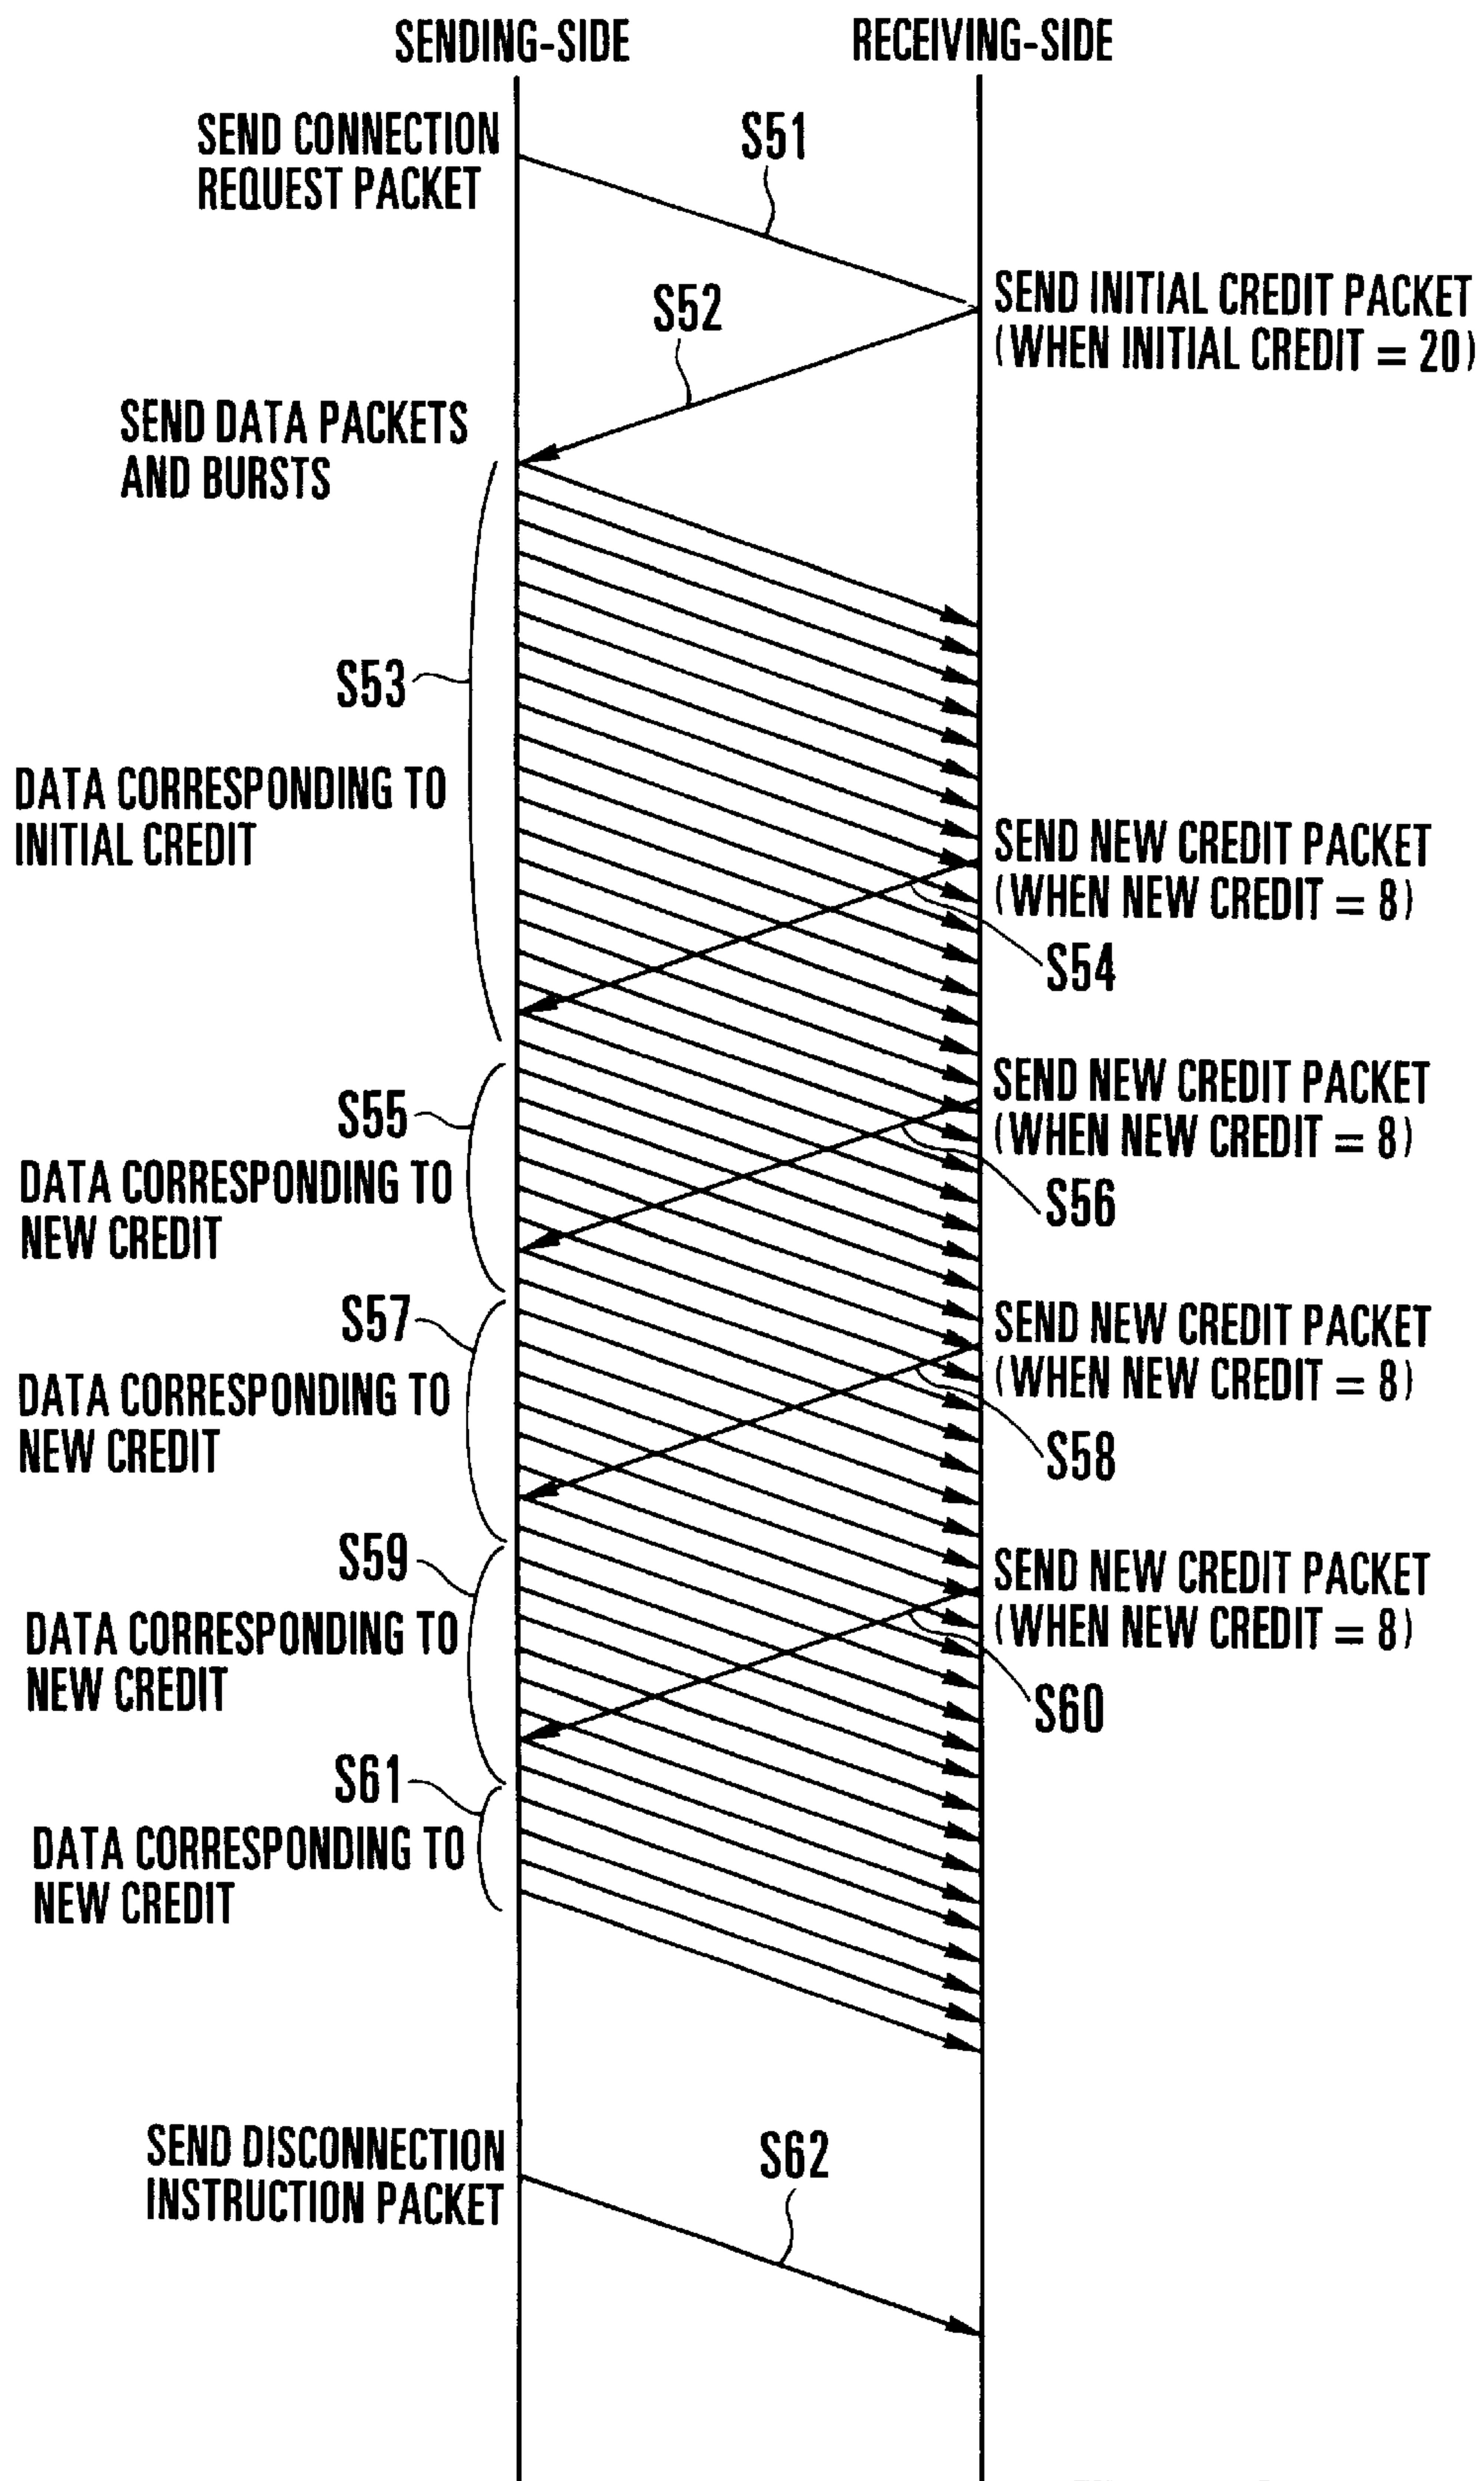 SENDING-SIDE
RECEIVING-SIDE
SEND CONNECTION
REQUEST PACKET
S51
SEND INITIAL CREDIT PACKET
(WHEN INITIAL CREDIT = 20)
S52
SEND DATA PACKETS
AND BURSTS
S53
DATA CORRESPONDING TO
INITIAL CREDIT
SEND NEW CREDIT PACKET
(WHEN NEW CREDIT = 8)
S54
SEND NEW CREDIT PACKET
(WHEN NEW CREDIT = 8)
S55
DATA CORRESPONDING TO
NEW CREDIT
S56
S57
SEND NEW CREDIT PACKET
(WHEN NEW CREDIT = 8)
DATA CORRESPONDING TO
NEW CREDIT
S58
S59
SEND NEW CREDIT PACKET
(WHEN NEW CREDIT = 8)
DATA CORRESPONDING TO
NEW CREDIT
S60
S61
DATA CORRESPONDING TO
NEW CREDIT
SEND DISCONNECTION
INSTRUCTION PACKET
S62